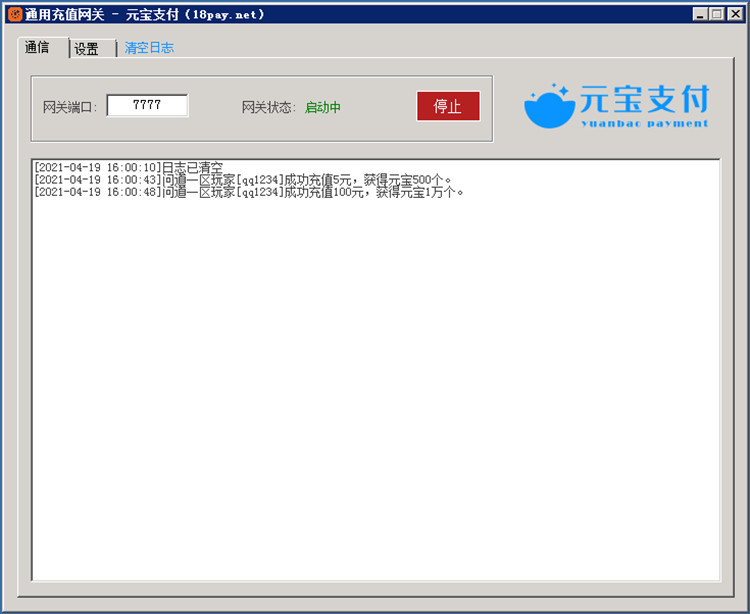 通用充值网关 - 元宝支付（18pay.net）
通信 设置 清空日志
网关端口: 7777 网关状态: 启动中 停止
元宝支付
yuanbao payment
[2021-04-19 16:00:10]日志已清空
[2021-04-19 16:00:43]问道一区玩家[qq1234]成功充值5元，获得元宝500个。
[2021-04-19 16:00:48]问道一区玩家[qq1234]成功充值100元，获得元宝1万个。